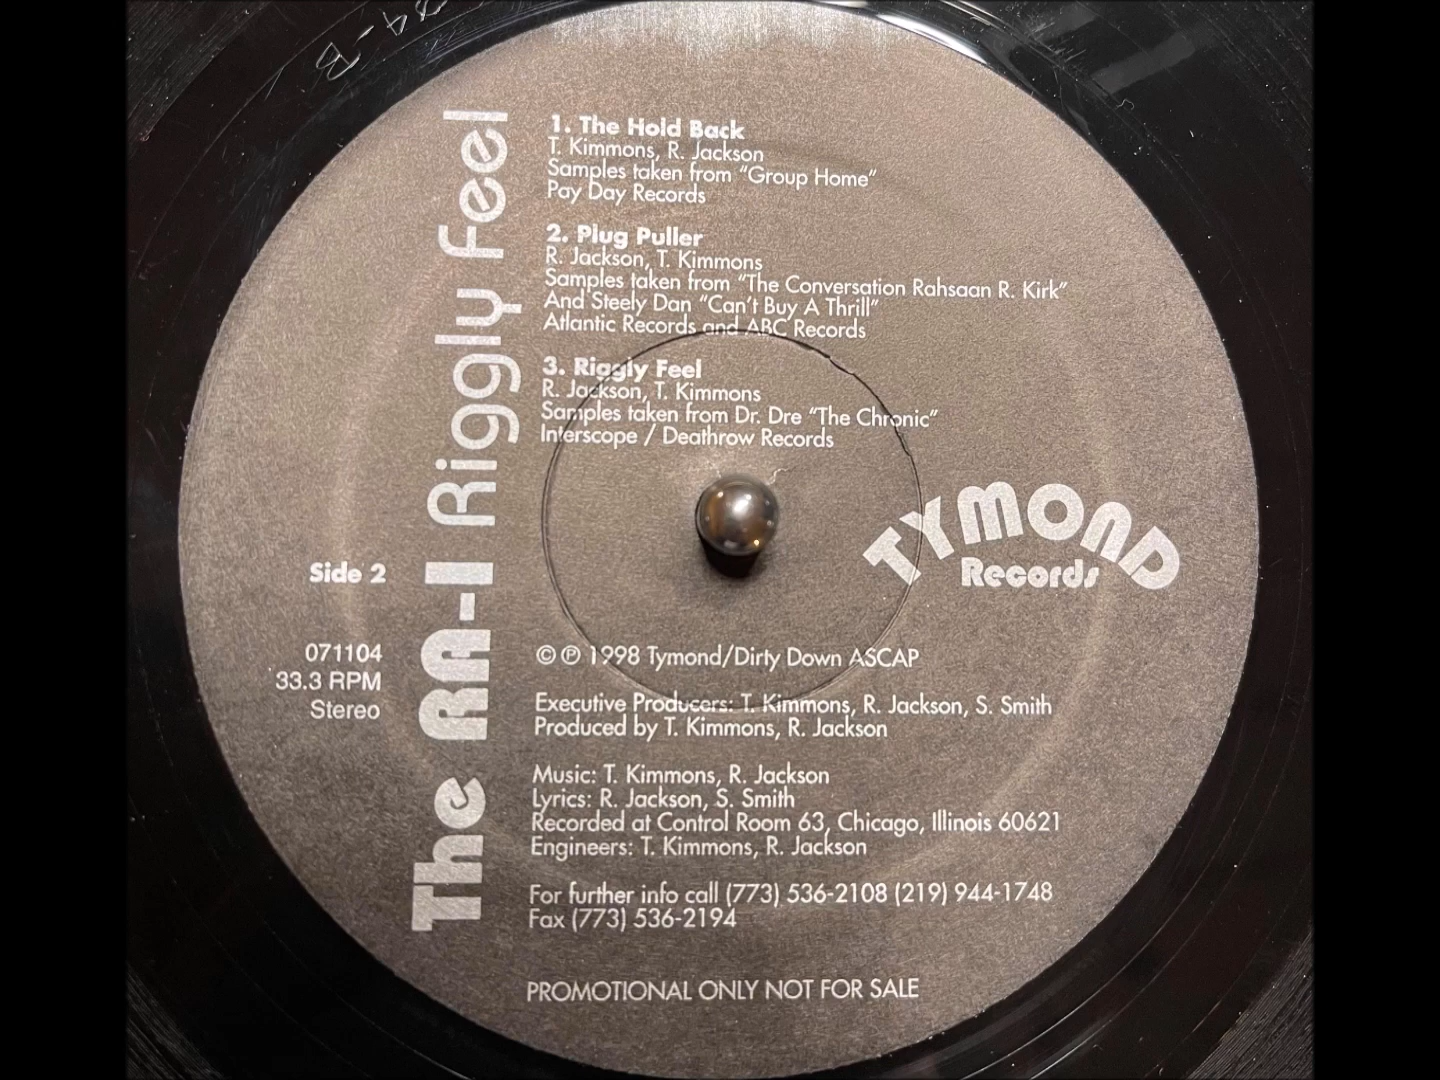 The RA-I Riggly Feel
1. The Hold Back
T. Kimmons, R. Jackson
Samples taken from “Group Home”
Pay Day Records
2. Plug Puller
R. Jackson, T. Kimmons
Samples taken from “The Conversation Rahsaan R. Kirk”
And Steely Dan “Can’t Buy A Thrill”
Atlantic Records and ABC Records
3. Riggly Feel
R. Jackson, T. Kimmons
Samples taken from Dr. Dre “The Chronic”
Interscope / Deathrow Records
TYMOND
Records
Side 2
071104
33.3 RPM
Stereo
© ℗ 1998 Tymond/Dirty Down ASCAP
Executive Producers: T. Kimmons, R. Jackson, S. Smith
Produced by T. Kimmons, R. Jackson
Music: T. Kimmons, R. Jackson
Lyrics: R. Jackson, S. Smith
Recorded at Control Room 63, Chicago, Illinois 60621
Engineers: T. Kimmons, R. Jackson
For further info call (773) 536-2108 (219) 944-1748
Fax (773) 536-2194
PROMOTIONAL ONLY NOT FOR SALE